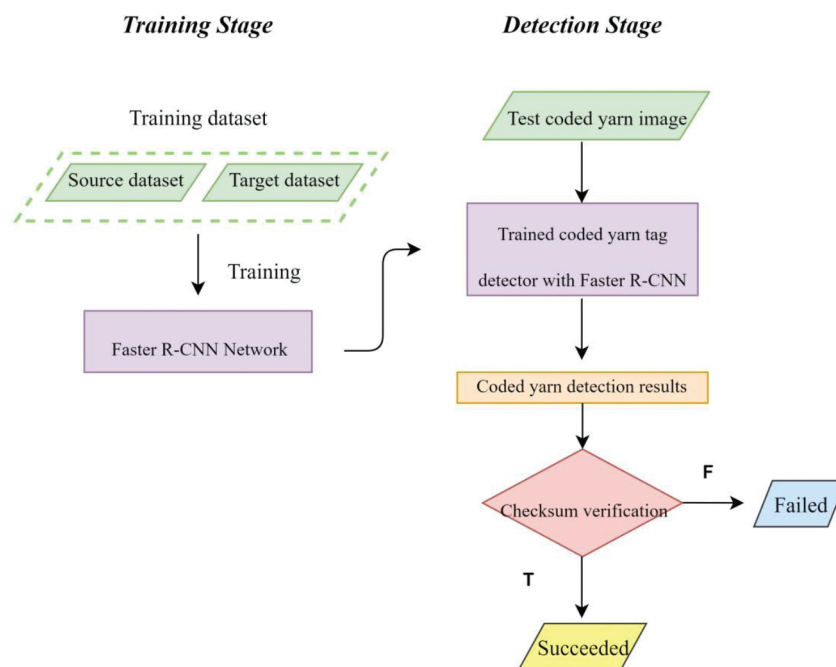 Training Stage
Training dataset
Source dataset
Target dataset
Training
Faster R-CNN Network
Detection Stage
Test coded yarn image
Trained coded yarn tag
detector with Faster R-CNN
Coded yarn detection results
Checksum verification
F
Failed
T
Succeeded